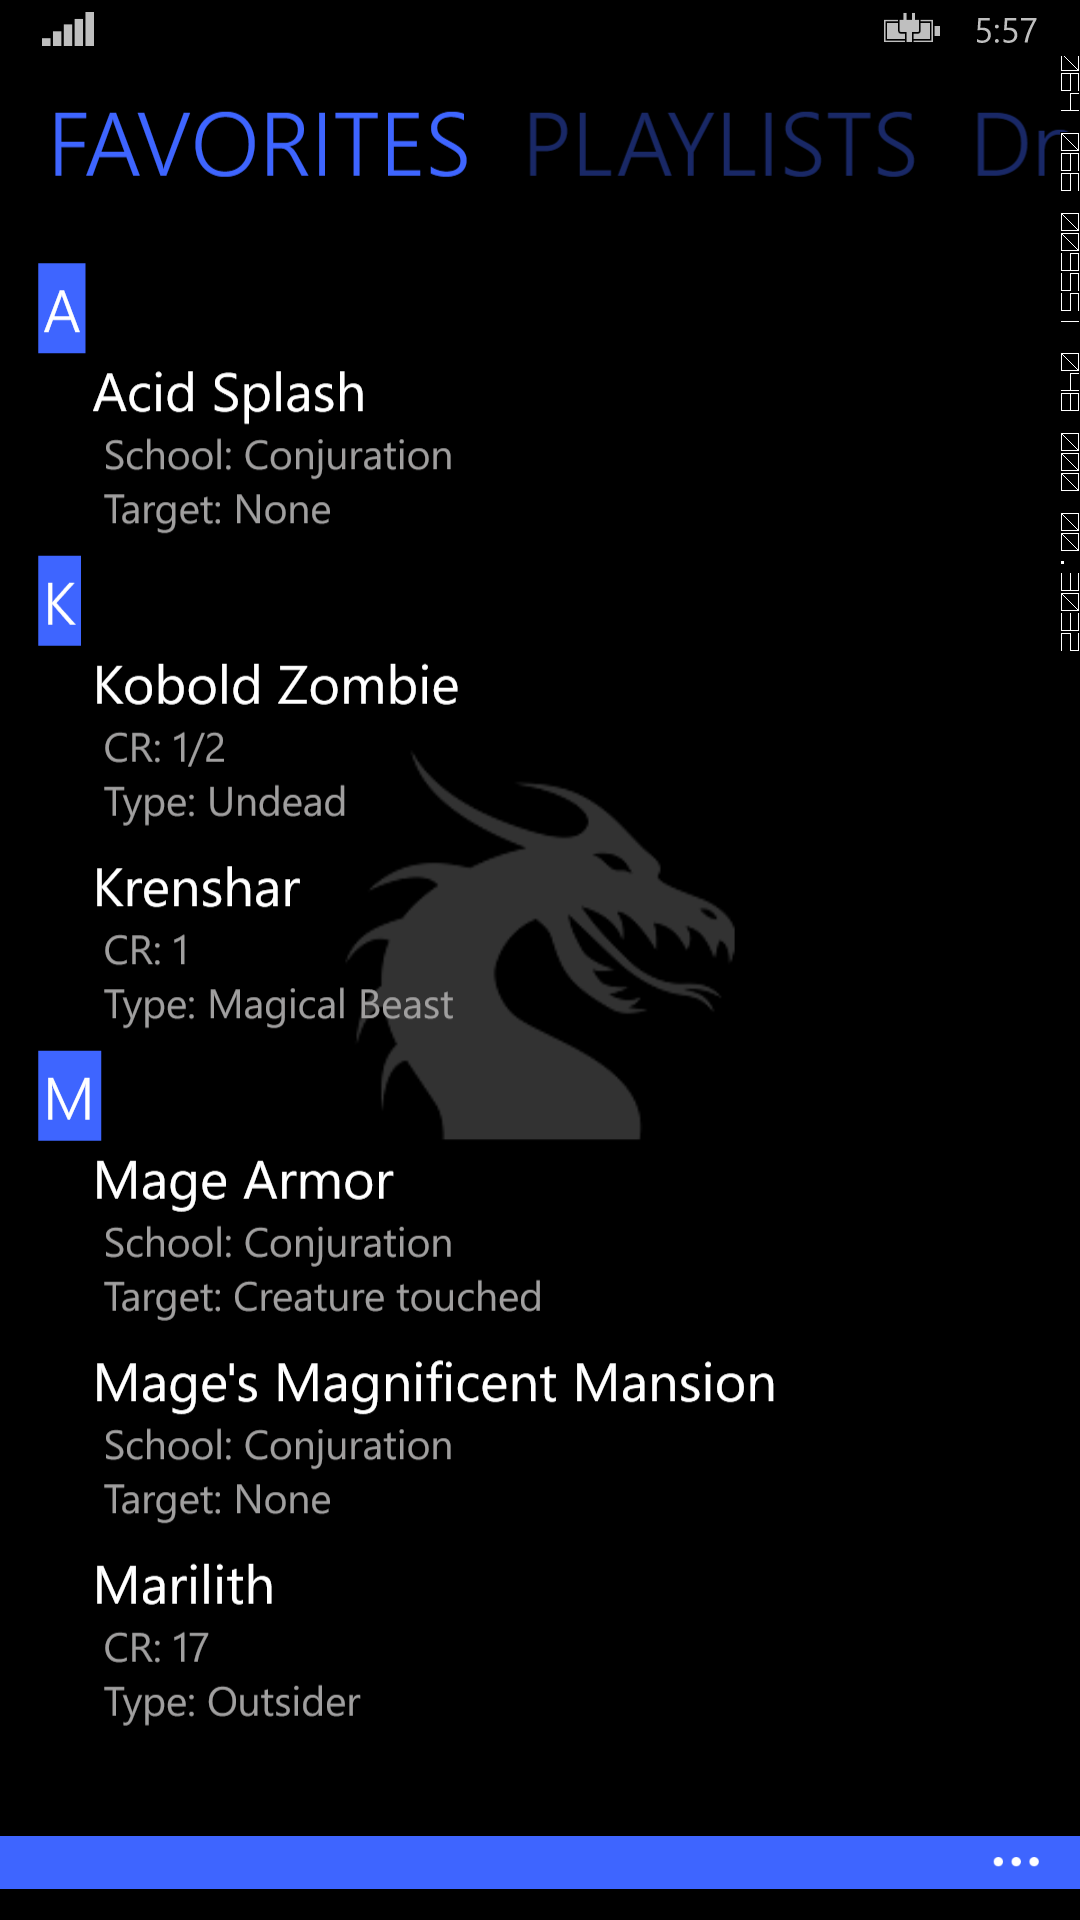 5:57
FAVORITES PLAYLISTS Dr
A
Acid Splash
School: Conjuration
Target: None
K
Kobold Zombie
CR: 1/2
Type: Undead
Krenshar
CR: 1
Type: Magical Beast
M
Mage Armor
School: Conjuration
Target: Creature touched
Mage's Magnificent Mansion
School: Conjuration
Target: None
Marilith
CR: 17
Type: Outsider